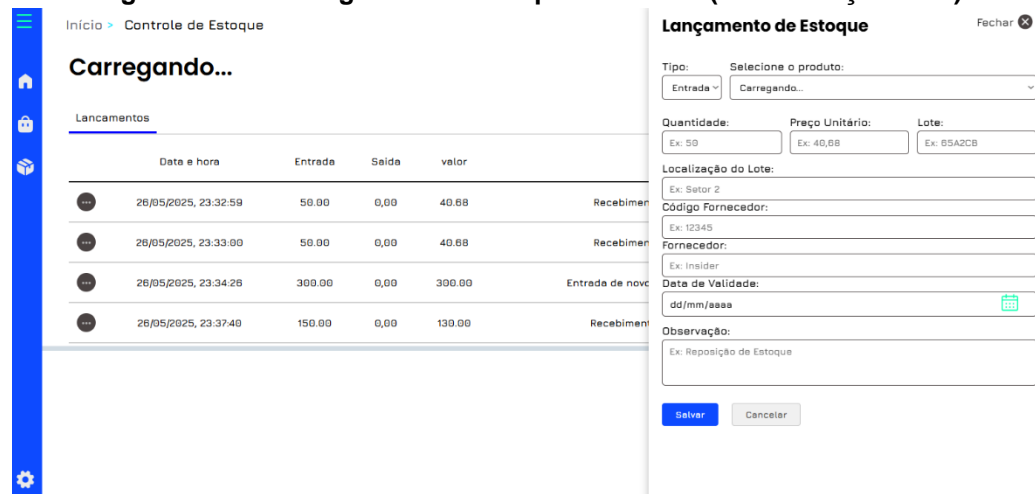 Início > Controle de Estoque
Carregando...
Lancamentos
Data e hora Entrada Saída valor
26/05/2025, 23:32:59 50.00 0,00 40.68 Recebimen
26/05/2025, 23:33:00 50.00 0,00 40.68 Recebimen
26/05/2025, 23:34:26 300.00 0,00 300.00 Entrada de novo
26/05/2025, 23:37:40 150.00 0,00 130.00 Recebiment
Lançamento de Estoque
Fechar
Tipo: Selecione o produto:
Entrada Carregando...
Quantidade: Preço Unitário: Lote:
Ex: 50 Ex: 40,68 Ex: 65A2CB
Localização do Lote:
Ex: Setor 2
Código Fornecedor:
Ex: 12345
Fornecedor:
Ex: Insider
Data de Validade:
dd/mm/aaaa
Observação:
Ex: Reposição de Estoque
Salvar Cancelar